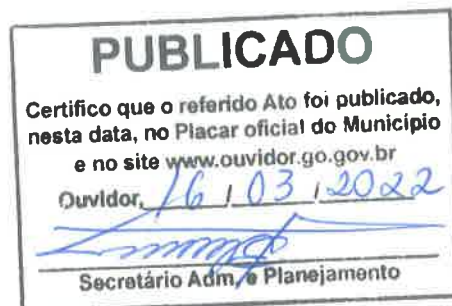 PUBLICADO
Certifico que o referido Ato foi publicado,
nesta data, no Placar oficial do Município
e no site www.ouvidor.go.gov.br
Ouvidor, 16 / 03 / 2022
Secretário Adm, e Planejamento